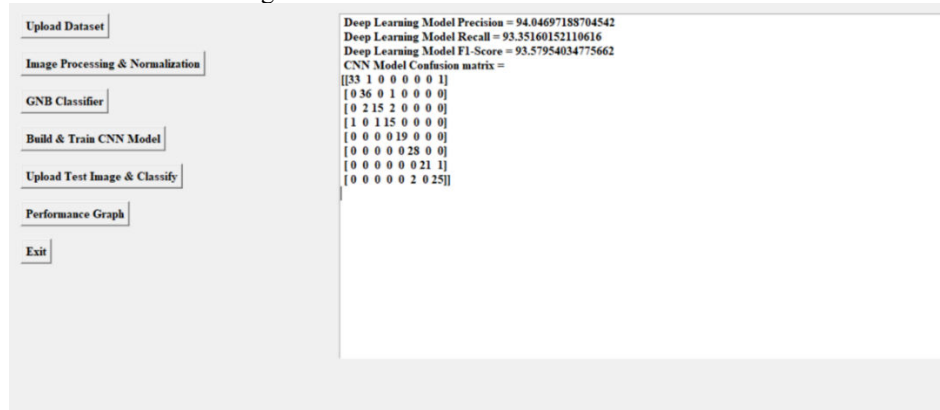 Upload Dataset
Image Processing & Normalization
GNB Classifier
Build & Train CNN Model
Upload Test Image & Classify
Performance Graph
Exit
Deep Learning Model Precision = 94.04697188704542
Deep Learning Model Recall = 93.35160152110616
Deep Learning Model F1-Score = 93.57954034775662
CNN Model Confusion matrix =
[[33 1 0 0 0 0 0 1]
[ 0 36 0 1 0 0 0 0]
[ 0 2 15 2 0 0 0 0]
[ 1 0 1 15 0 0 0 0]
[ 0 0 0 0 19 0 0 0]
[ 0 0 0 0 0 28 0 0]
[ 0 0 0 0 0 0 21 1]
[ 0 0 0 0 0 2 0 25]]